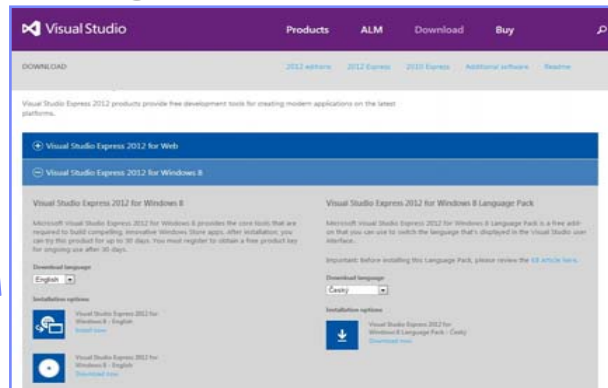 Visual Studio
Products ALM Download Buy
DOWNLOAD
2012 editions 2012 Express 2010 Express Additional software Readme
Visual Studio Express 2012 products provide free development tools for creating modern applications on the latest
platforms.
Visual Studio Express 2012 for Web
Visual Studio Express 2012 for Windows 8
Visual Studio Express 2012 for Windows 8
Microsoft Visual Studio Express 2012 for Windows 8 provides the core tools that are
required to build compelling, innovative Windows Store apps. After installation, you
can try this product for up to 30 days. You must register to obtain a free product key
for ongoing use after 30 days.
Download language
English
Installation options
Visual Studio Express 2012 for
Windows 8 - English
Install now
Visual Studio Express 2012 for
Windows 8 - English
Download now
Visual Studio Express 2012 for Windows 8 Language Pack
Microsoft Visual Studio Express 2012 for Windows 8 Language Pack is a free add-
on that you can use to switch the language that's displayed in the Visual Studio user
interface.
Important: Before installing this Language Pack, please review the KB Article here.
Download language
Český
Installation options
Visual Studio Express 2012 for
Windows 8 Language Pack - Český
Download now